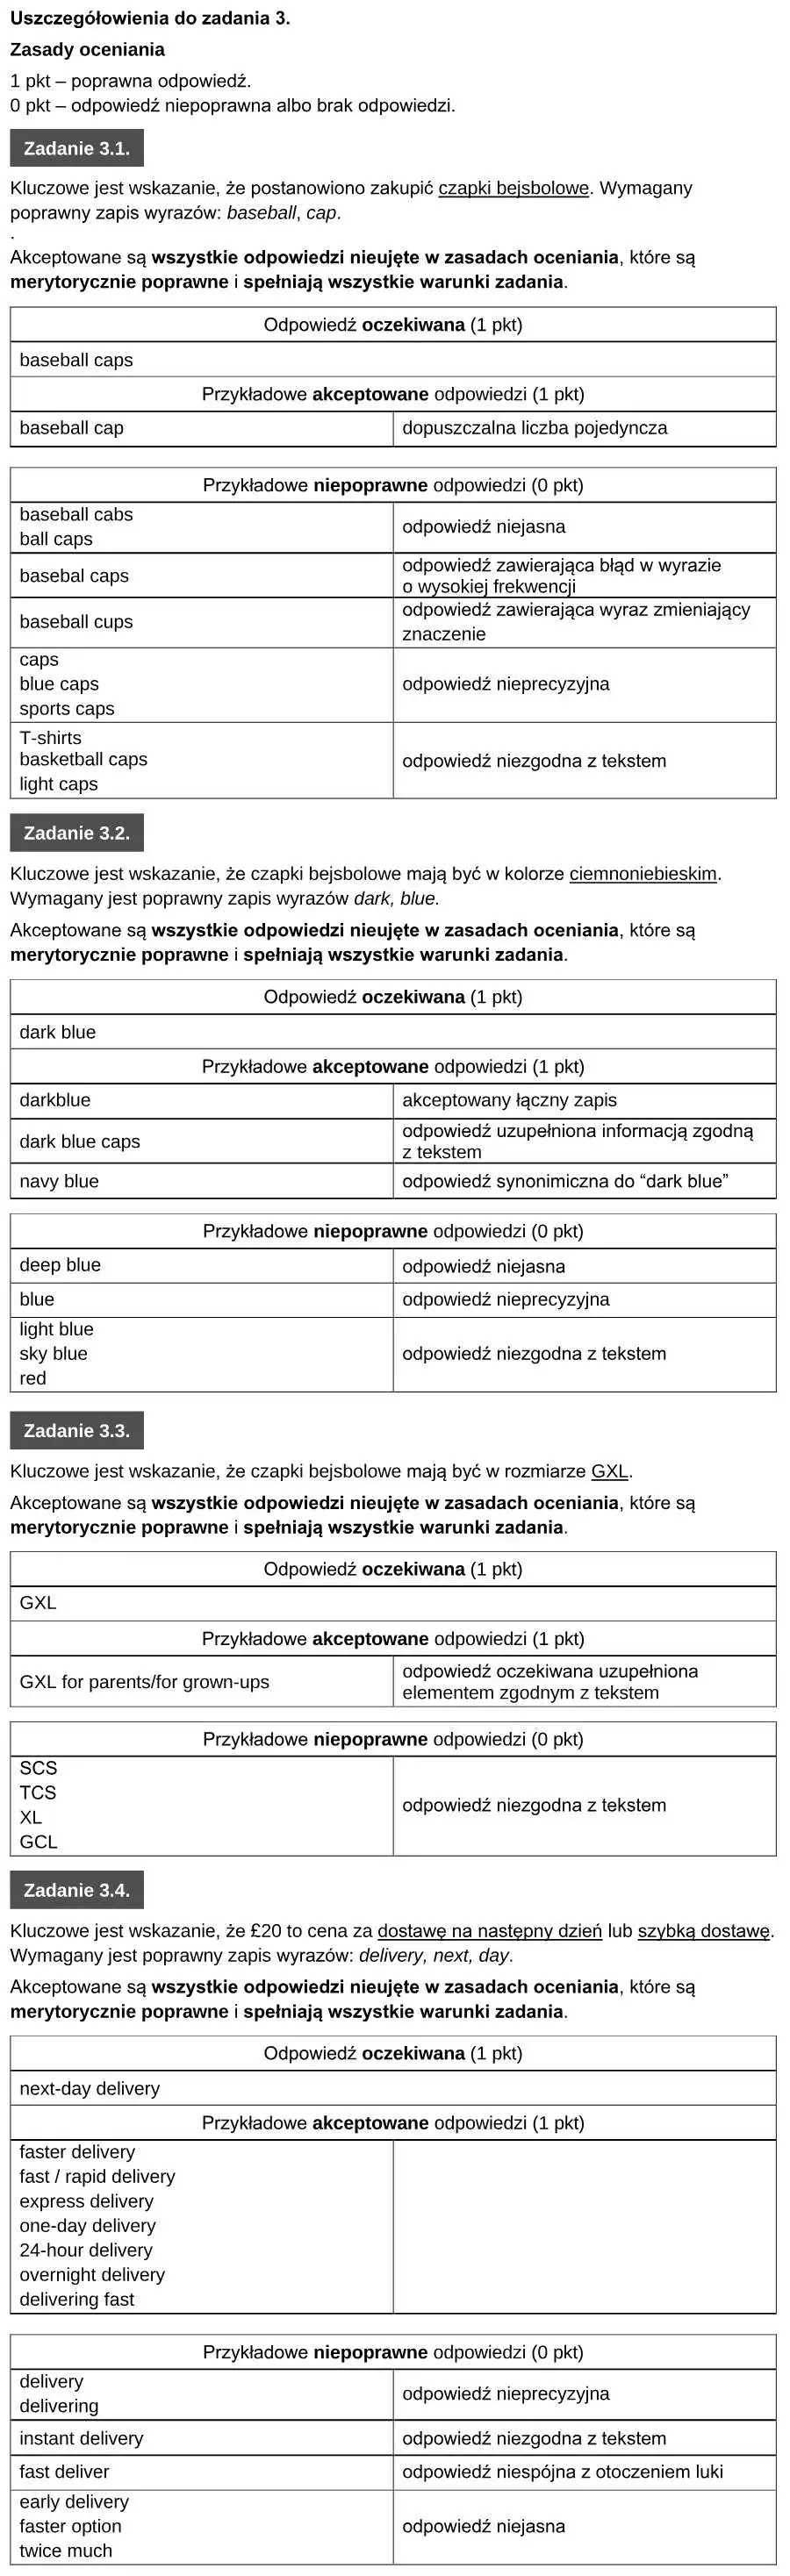 Uszczegółowienia do zadania 3.
Zasady oceniania
1 pkt – poprawna odpowiedź.
0 pkt – odpowiedź niepoprawna albo brak odpowiedzi.
Zadanie 3.1.
Kluczowe jest wskazanie, że postanowiono zakupić czapki bejsbolowe. Wymagany
poprawny zapis wyrazów: baseball, cap.
.
Akceptowane są wszystkie odpowiedzi nieujęte w zasadach oceniania, które są
merytorycznie poprawne i spełniają wszystkie warunki zadania.
Odpowiedź oczekiwana (1 pkt)
baseball caps
Przykładowe akceptowane odpowiedzi (1 pkt)
baseball cap
dopuszczalna liczba pojedyncza
Przykładowe niepoprawne odpowiedzi (0 pkt)
baseball cabs
ball caps
odpowiedź niejasna
basebal caps
odpowiedź zawierająca błąd w wyrazie
o wysokiej frekwencji
baseball cups
odpowiedź zawierająca wyraz zmieniający
znaczenie
caps
blue caps
sports caps
odpowiedź nieprecyzyjna
T-shirts
basketball caps
light caps
odpowiedź niezgodna z tekstem
Zadanie 3.2.
Kluczowe jest wskazanie, że czapki bejsbolowe mają być w kolorze ciemnoniebieskim.
Wymagany jest poprawny zapis wyrazów dark, blue.
Akceptowane są wszystkie odpowiedzi nieujęte w zasadach oceniania, które są
merytorycznie poprawne i spełniają wszystkie warunki zadania.
Odpowiedź oczekiwana (1 pkt)
dark blue
Przykładowe akceptowane odpowiedzi (1 pkt)
darkblue
akceptowany łączny zapis
dark blue caps
odpowiedź uzupełniona informacją zgodną
z tekstem
navy blue
odpowiedź synonimiczna do “dark blue”
Przykładowe niepoprawne odpowiedzi (0 pkt)
deep blue
odpowiedź niejasna
blue
odpowiedź nieprecyzyjna
light blue
sky blue
red
odpowiedź niezgodna z tekstem
Zadanie 3.3.
Kluczowe jest wskazanie, że czapki bejsbolowe mają być w rozmiarze GXL.
Akceptowane są wszystkie odpowiedzi nieujęte w zasadach oceniania, które są
merytorycznie poprawne i spełniają wszystkie warunki zadania.
Odpowiedź oczekiwana (1 pkt)
GXL
Przykładowe akceptowane odpowiedzi (1 pkt)
GXL for parents/for grown-ups
odpowiedź oczekiwana uzupełniona
elementem zgodnym z tekstem
Przykładowe niepoprawne odpowiedzi (0 pkt)
SCS
TCS
XL
GCL
odpowiedź niezgodna z tekstem
Zadanie 3.4.
Kluczowe jest wskazanie, że £20 to cena za dostawę na następny dzień lub szybką dostawę.
Wymagany jest poprawny zapis wyrazów: delivery, next, day.
Akceptowane są wszystkie odpowiedzi nieujęte w zasadach oceniania, które są
merytorycznie poprawne i spełniają wszystkie warunki zadania.
Odpowiedź oczekiwana (1 pkt)
next-day delivery
Przykładowe akceptowane odpowiedzi (1 pkt)
faster delivery
fast / rapid delivery
express delivery
one-day delivery
24-hour delivery
overnight delivery
delivering fast
Przykładowe niepoprawne odpowiedzi (0 pkt)
delivery
delivering
odpowiedź nieprecyzyjna
instant delivery
odpowiedź niezgodna z tekstem
fast deliver
odpowiedź niespójna z otoczeniem luki
early delivery
faster option
twice much
odpowiedź niejasna